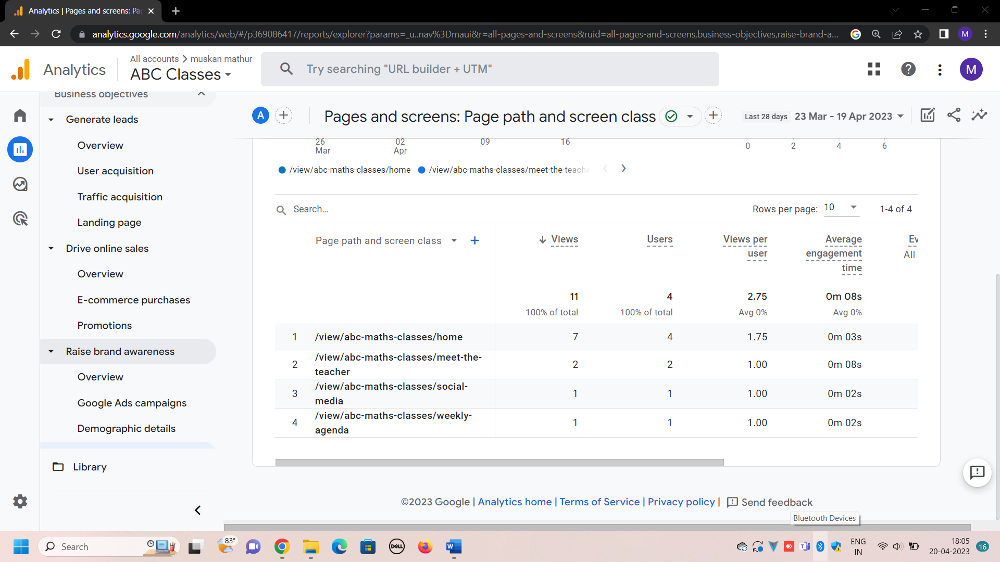 Analytics | Pages and screens: Pa
analytics.google.com/analytics/web/#/p369086417/reports/explorer?params=_u..nav%3Dmaui&r=all-pages-and-screens&ruid=all-pages-and-screens,business-objectives,raise-brand-a...
M
Analytics
All accounts > muskan mathur
ABC Classes
Try searching "URL builder + UTM"
M
Business objectives
Generate leads
Overview
User acquisition
Traffic acquisition
Landing page
Drive online sales
Overview
E-commerce purchases
Promotions
Raise brand awareness
Overview
Google Ads campaigns
Demographic details
Library
A
Pages and screens: Page path and screen class
Last 28 days 23 Mar - 19 Apr 2023
26 02 09 16
Mar Apr
0 2 4 6
/view/abc-maths-classes/home /view/abc-maths-classes/meet-the-teache
Search...
Rows per page: 10 1-4 of 4
Page path and screen class
Views Users Views per user Average engagement time Ev
All
11 4 2.75 0m 08s
100% of total 100% of total Avg 0% Avg 0%
1 /view/abc-maths-classes/home 7 4 1.75 0m 03s
2 /view/abc-maths-classes/meet-the-
teacher 2 2 1.00 0m 08s
3 /view/abc-maths-classes/social-
media 1 1 1.00 0m 02s
4 /view/abc-maths-classes/weekly-
agenda 1 1 1.00 0m 02s
©2023 Google | Analytics home | Terms of Service | Privacy policy | Send feedback
Bluetooth Devices
Search
83°
DELL
W
ENG
IN
18:05
20-04-2023
16